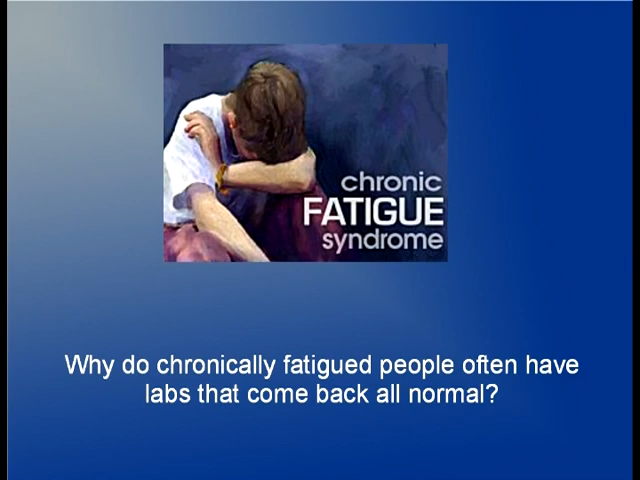 chronic
FATIGUE
syndrome
Why do chronically fatigued people often have
labs that come back all normal?